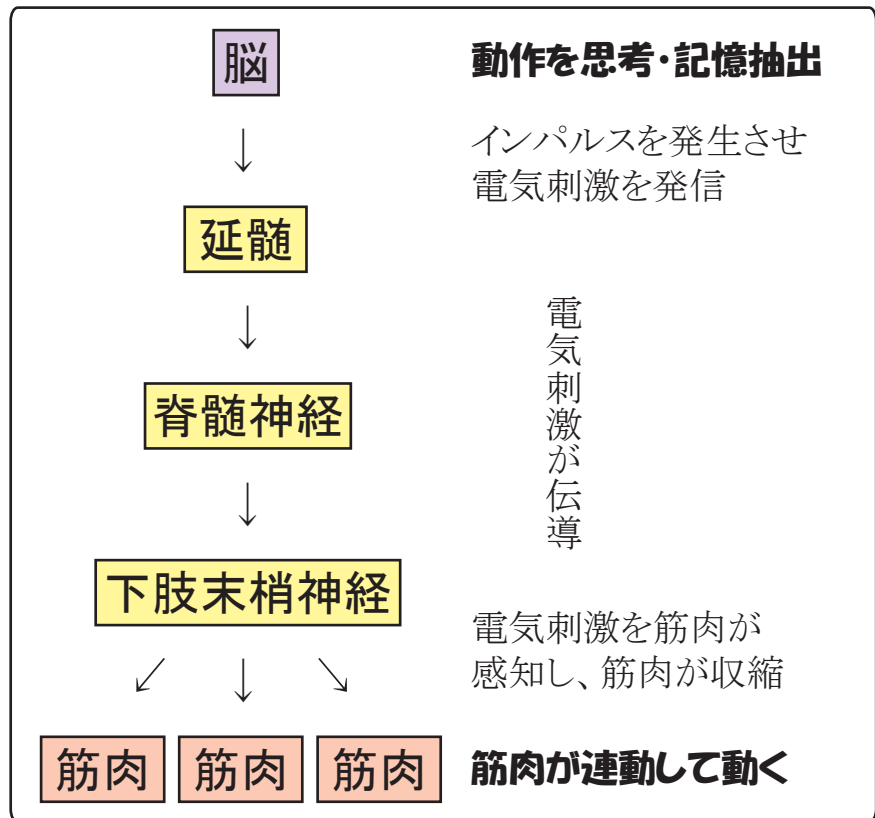 脳
動作を思考・記憶抽出
↓
インパルスを発生させ
電気刺激を発信
延髄
↓
電気刺激が伝導
脊髄神経
↓
下肢末梢神経
電気刺激を筋肉が
感知し、筋肉が収縮
↙ ↓ ↘
筋肉 筋肉 筋肉
筋肉が連動して動く